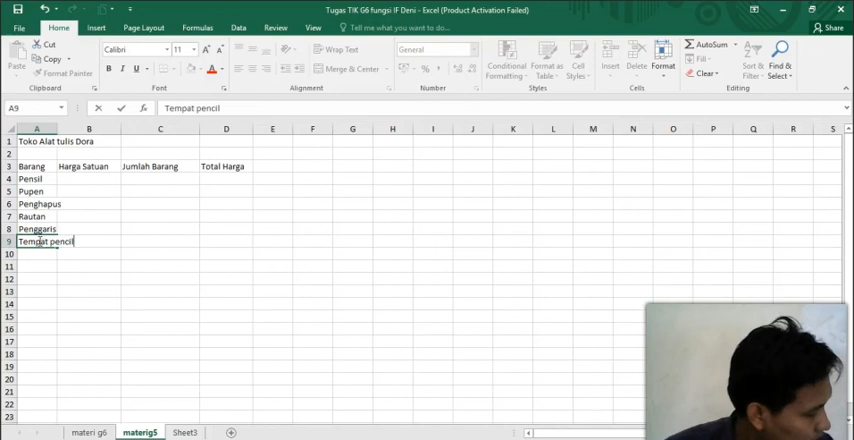 Tugas TIK G6 fungsi IF Deni - Excel (Product Activation Failed)
File Home Insert Page Layout Formulas Data Review View Tell me what you want to do... Share
Cut
Copy
Format Painter
Paste
Clipboard
Calibri 11
B I U
Font
Wrap Text
Merge & Center
Alignment
General
Number
Conditional Formatting
Format as Table
Cell Styles
Styles
Insert Delete Format
Cells
AutoSum
Fill
Clear
Sort & Find &
Filter Select
Editing
A9 fx Tempat pencil
A B C D E F G H I J K L M N O P Q R S
1 Toko Alat tulis Dora
2
3 Barang Harga Satuan Jumlah Barang Total Harga
4 Pensil
5 Pupen
6 Penghapus
7 Rautan
8 Penggaris
9 Tempat pencil
10
11
12
13
14
15
16
17
18
19
20
21
22
23
materi g6 materig5 Sheet3